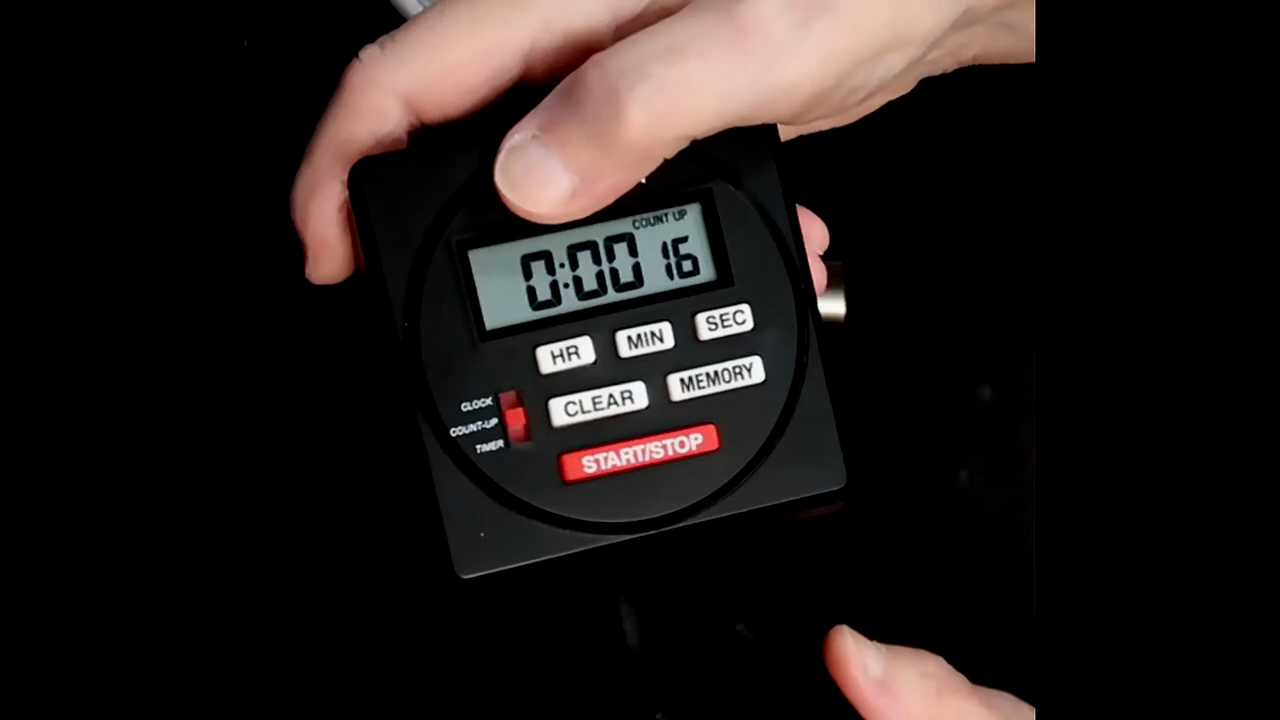 COUNT UP
0:00 16
HR MIN SEC
CLEAR MEMORY
CLOCK
COUNT-UP
TIMER
START/STOP